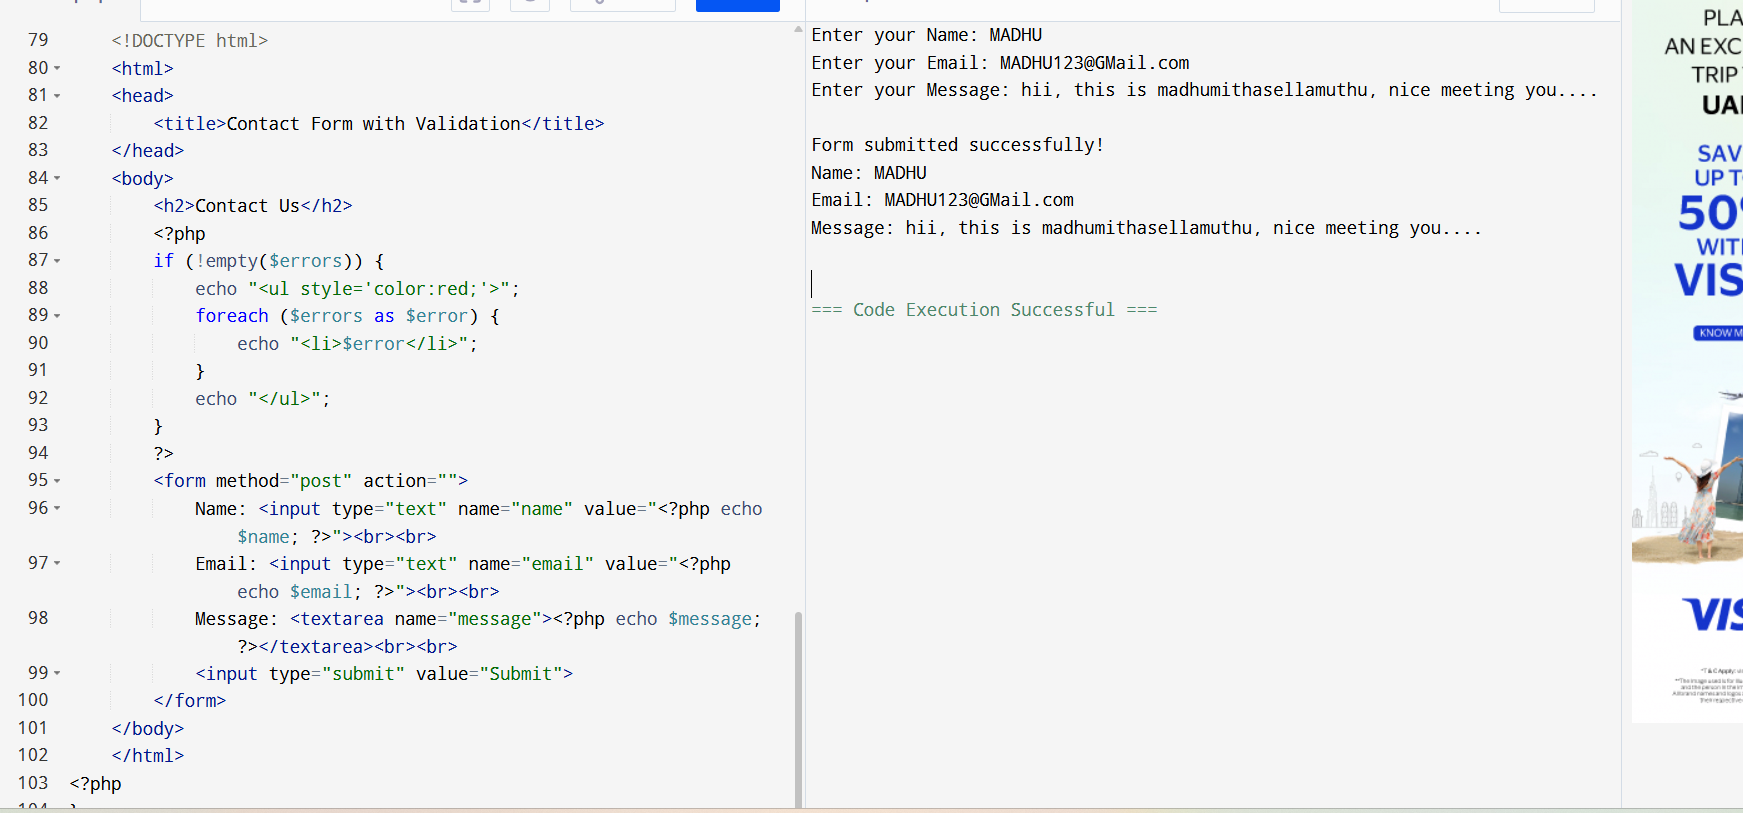 79 <!DOCTYPE html>
80 <html>
81 <head>
82 <title>Contact Form with Validation</title>
83 </head>
84 <body>
85 <h2>Contact Us</h2>
86 <?php
87 if (!empty($errors)) {
88 echo "<ul style='color:red;'>";
89 foreach ($errors as $error) {
90 echo "<li>$error</li>";
91 }
92 echo "</ul>";
93 }
94 ?>
95 <form method="post" action="">
96 Name: <input type="text" name="name" value="<?php echo
$name; ?>"><br><br>
97 Email: <input type="text" name="email" value="<?php
echo $email; ?>"><br><br>
98 Message: <textarea name="message"><?php echo $message;
?></textarea><br><br>
99 <input type="submit" value="Submit">
100 </form>
101 </body>
102 </html>
103 <?php
104 }
Enter your Name: MADHU
Enter your Email: MADHU123@GMail.com
Enter your Message: hii, this is madhumithasellamuthu, nice meeting you....
Form submitted successfully!
Name: MADHU
Email: MADHU123@GMail.com
Message: hii, this is madhumithasellamuthu, nice meeting you....
=== Code Execution Successful ===
PLA
AN EXC
TRIP
UA
SAV
UP T
50
WIT
VIS
KNOW M
VIS